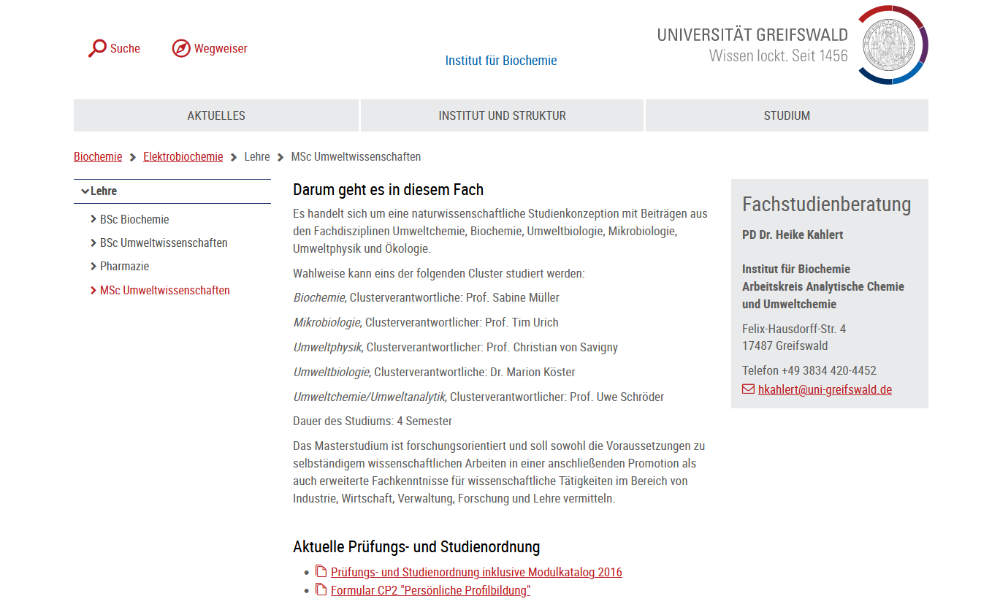 Suche
Wegweiser
Institut für Biochemie
UNIVERSITÄT GREIFSWALD
Wissen lockt. Seit 1456
AKTUELLES
INSTITUT UND STRUKTUR
STUDIUM
Biochemie > Elektrobiochemie > Lehre > MSc Umweltwissenschaften
Lehre
BSc Biochemie
BSc Umweltwissenschaften
Pharmazie
MSc Umweltwissenschaften
Darum geht es in diesem Fach
Es handelt sich um eine naturwissenschaftliche Studienkonzeption mit Beiträgen aus
den Fachdisziplinen Umweltchemie, Biochemie, Umweltbiologie, Mikrobiologie,
Umweltphysik und Ökologie.
Wahlweise kann eins der folgenden Cluster studiert werden:
Biochemie, Clusterverantwortliche: Prof. Sabine Müller
Mikrobiologie, Clusterverantwortlicher: Prof. Tim Urich
Umweltphysik, Clusterverantwortlicher: Prof. Christian von Savigny
Umweltbiologie, Clusterverantwortliche: Dr. Marion Köster
Umweltchemie/Umweltanalytik, Clusterverantwortlicher: Prof. Uwe Schröder
Dauer des Studiums: 4 Semester
Das Masterstudium ist forschungsorientiert und soll sowohl die Voraussetzungen zu
selbständigem wissenschaftlichen Arbeiten in einer anschließenden Promotion als
auch erweiterte Fachkenntnisse für wissenschaftliche Tätigkeiten im Bereich von
Industrie, Wirtschaft, Verwaltung, Forschung und Lehre vermitteln.
Aktuelle Prüfungs- und Studienordnung
Prüfungs- und Studienordnung inklusive Modulkatalog 2016
Formular CP2 "Persönliche Profilbildung"
Fachstudienberatung
PD Dr. Heike Kahlert
Institut für Biochemie
Arbeitskreis Analytische Chemie
und Umweltchemie
Felix-Hausdorff-Str. 4
17487 Greifswald
Telefon +49 3834 420-4452
hkahlert@uni-greifswald.de